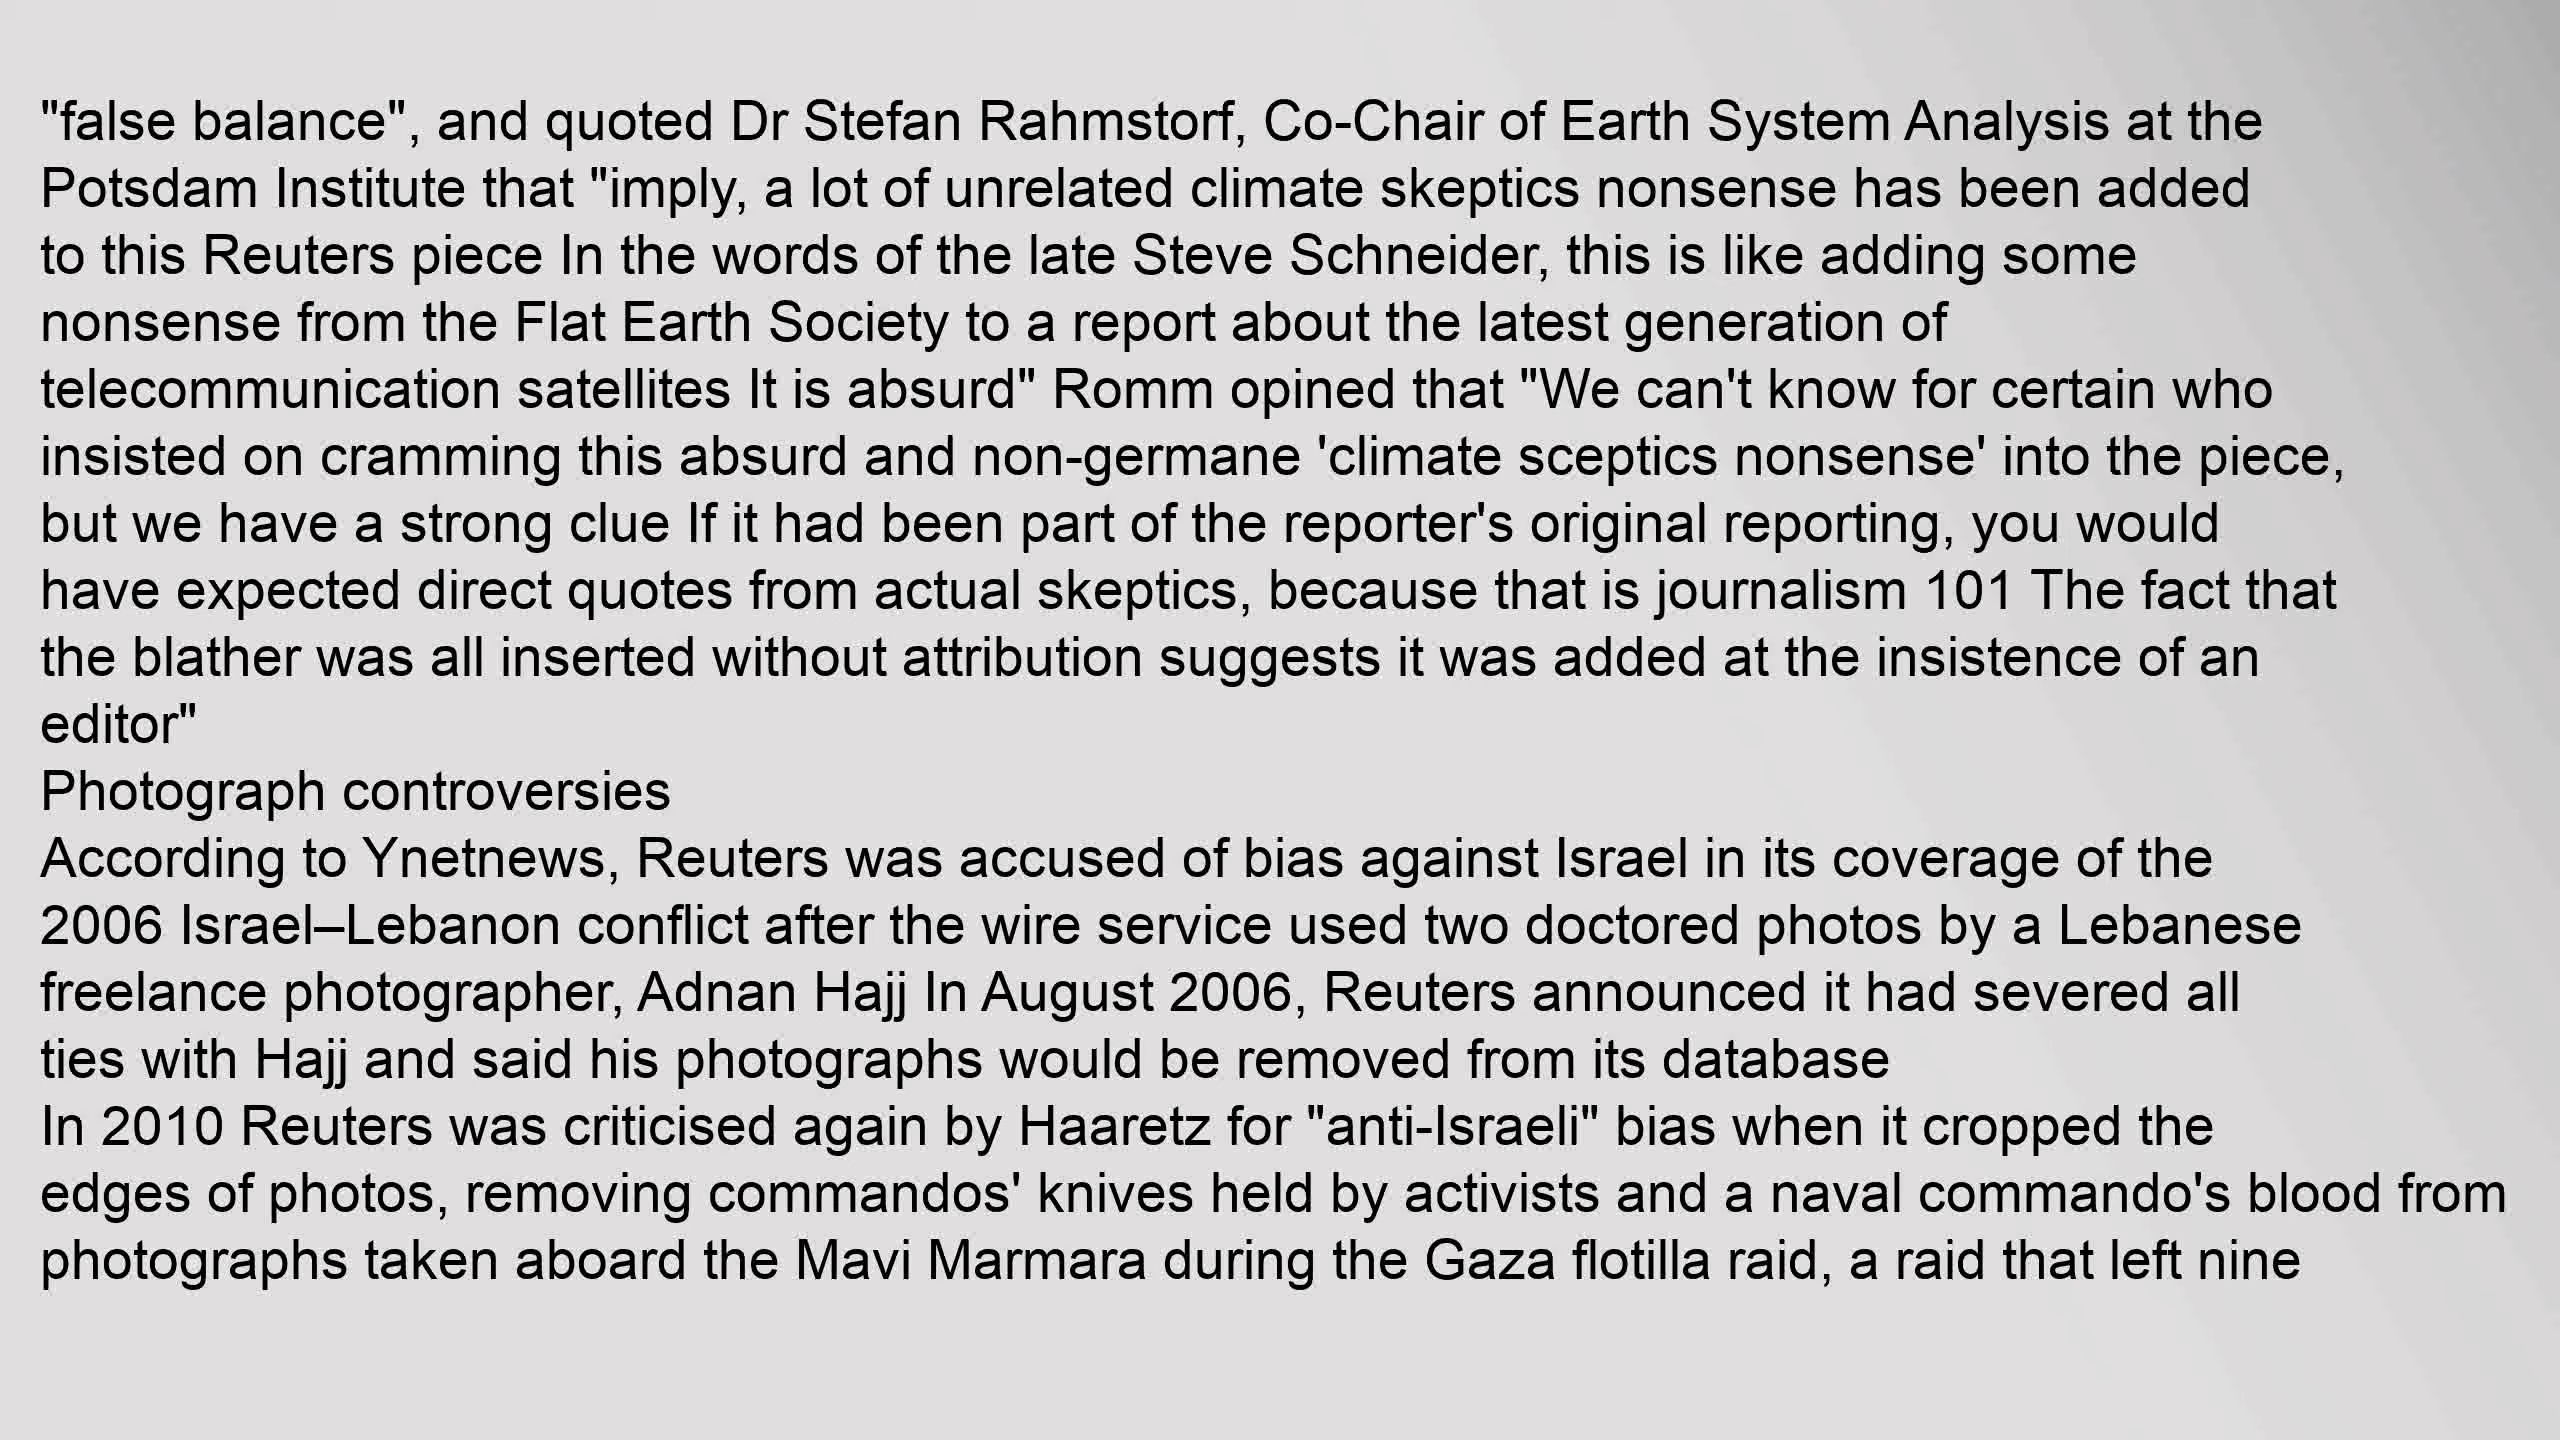 "false balance", and quoted Dr Stefan Rahmstorf, Co-Chair of Earth System Analysis at the
Potsdam Institute that "imply, a lot of unrelated climate skeptics nonsense has been added
to this Reuters piece In the words of the late Steve Schneider, this is like adding some
nonsense from the Flat Earth Society to a report about the latest generation of
telecommunication satellites It is absurd" Romm opined that "We can't know for certain who
insisted on cramming this absurd and non-germane 'climate sceptics nonsense' into the piece,
but we have a strong clue If it had been part of the reporter's original reporting, you would
have expected direct quotes from actual skeptics, because that is journalism 101 The fact that
the blather was all inserted without attribution suggests it was added at the insistence of an
editor"
Photograph controversies
According to Ynetnews, Reuters was accused of bias against Israel in its coverage of the
2006 Israel–Lebanon conflict after the wire service used two doctored photos by a Lebanese
freelance photographer, Adnan Hajj In August 2006, Reuters announced it had severed all
ties with Hajj and said his photographs would be removed from its database
In 2010 Reuters was criticised again by Haaretz for "anti-Israeli" bias when it cropped the
edges of photos, removing commandos' knives held by activists and a naval commando's blood from
photographs taken aboard the Mavi Marmara during the Gaza flotilla raid, a raid that left nine